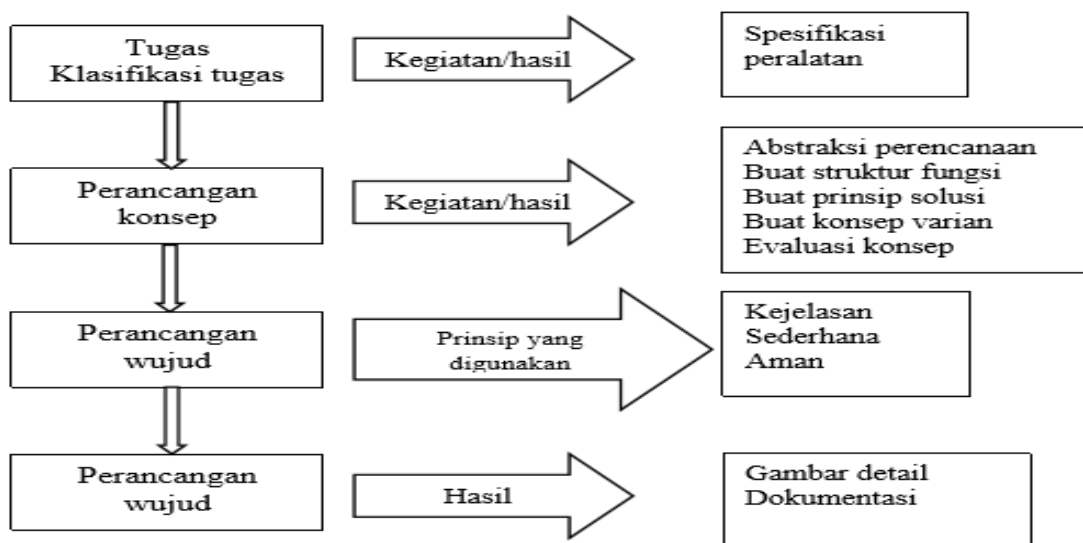 Tugas
Klasifikasi tugas
Kegiatan/hasil
Spesifikasi
peralatan
Perancangan
konsep
Kegiatan/hasil
Abstraksi perencanaan
Buat struktur fungsi
Buat prinsip solusi
Buat konsep varian
Evaluasi konsep
Perancangan
wujud
Prinsip yang
digunakan
Kejelasan
Sederhana
Aman
Perancangan
wujud
Hasil
Gambar detail
Dokumentasi